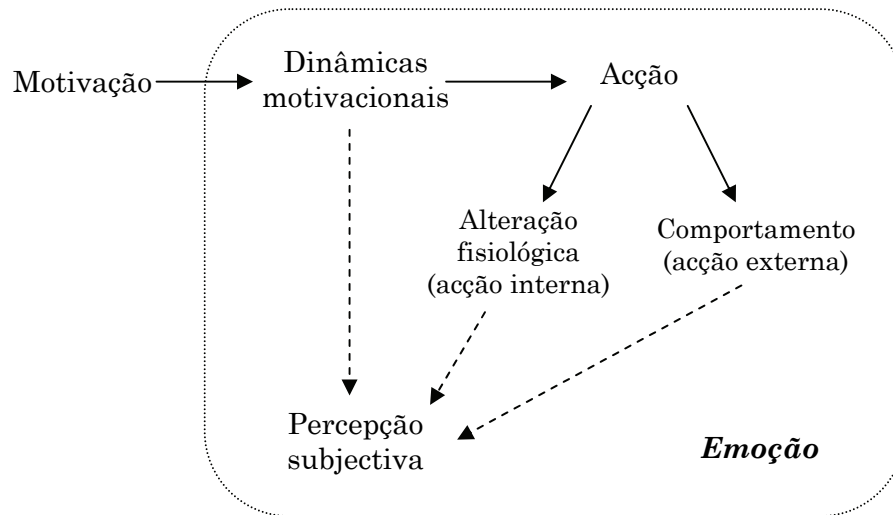 Motivação
Dinâmicas
motivacionais
Acção
Alteração
fisiológica
(acção interna)
Comportamento
(acção externa)
Percepção
subjectiva
Emoção